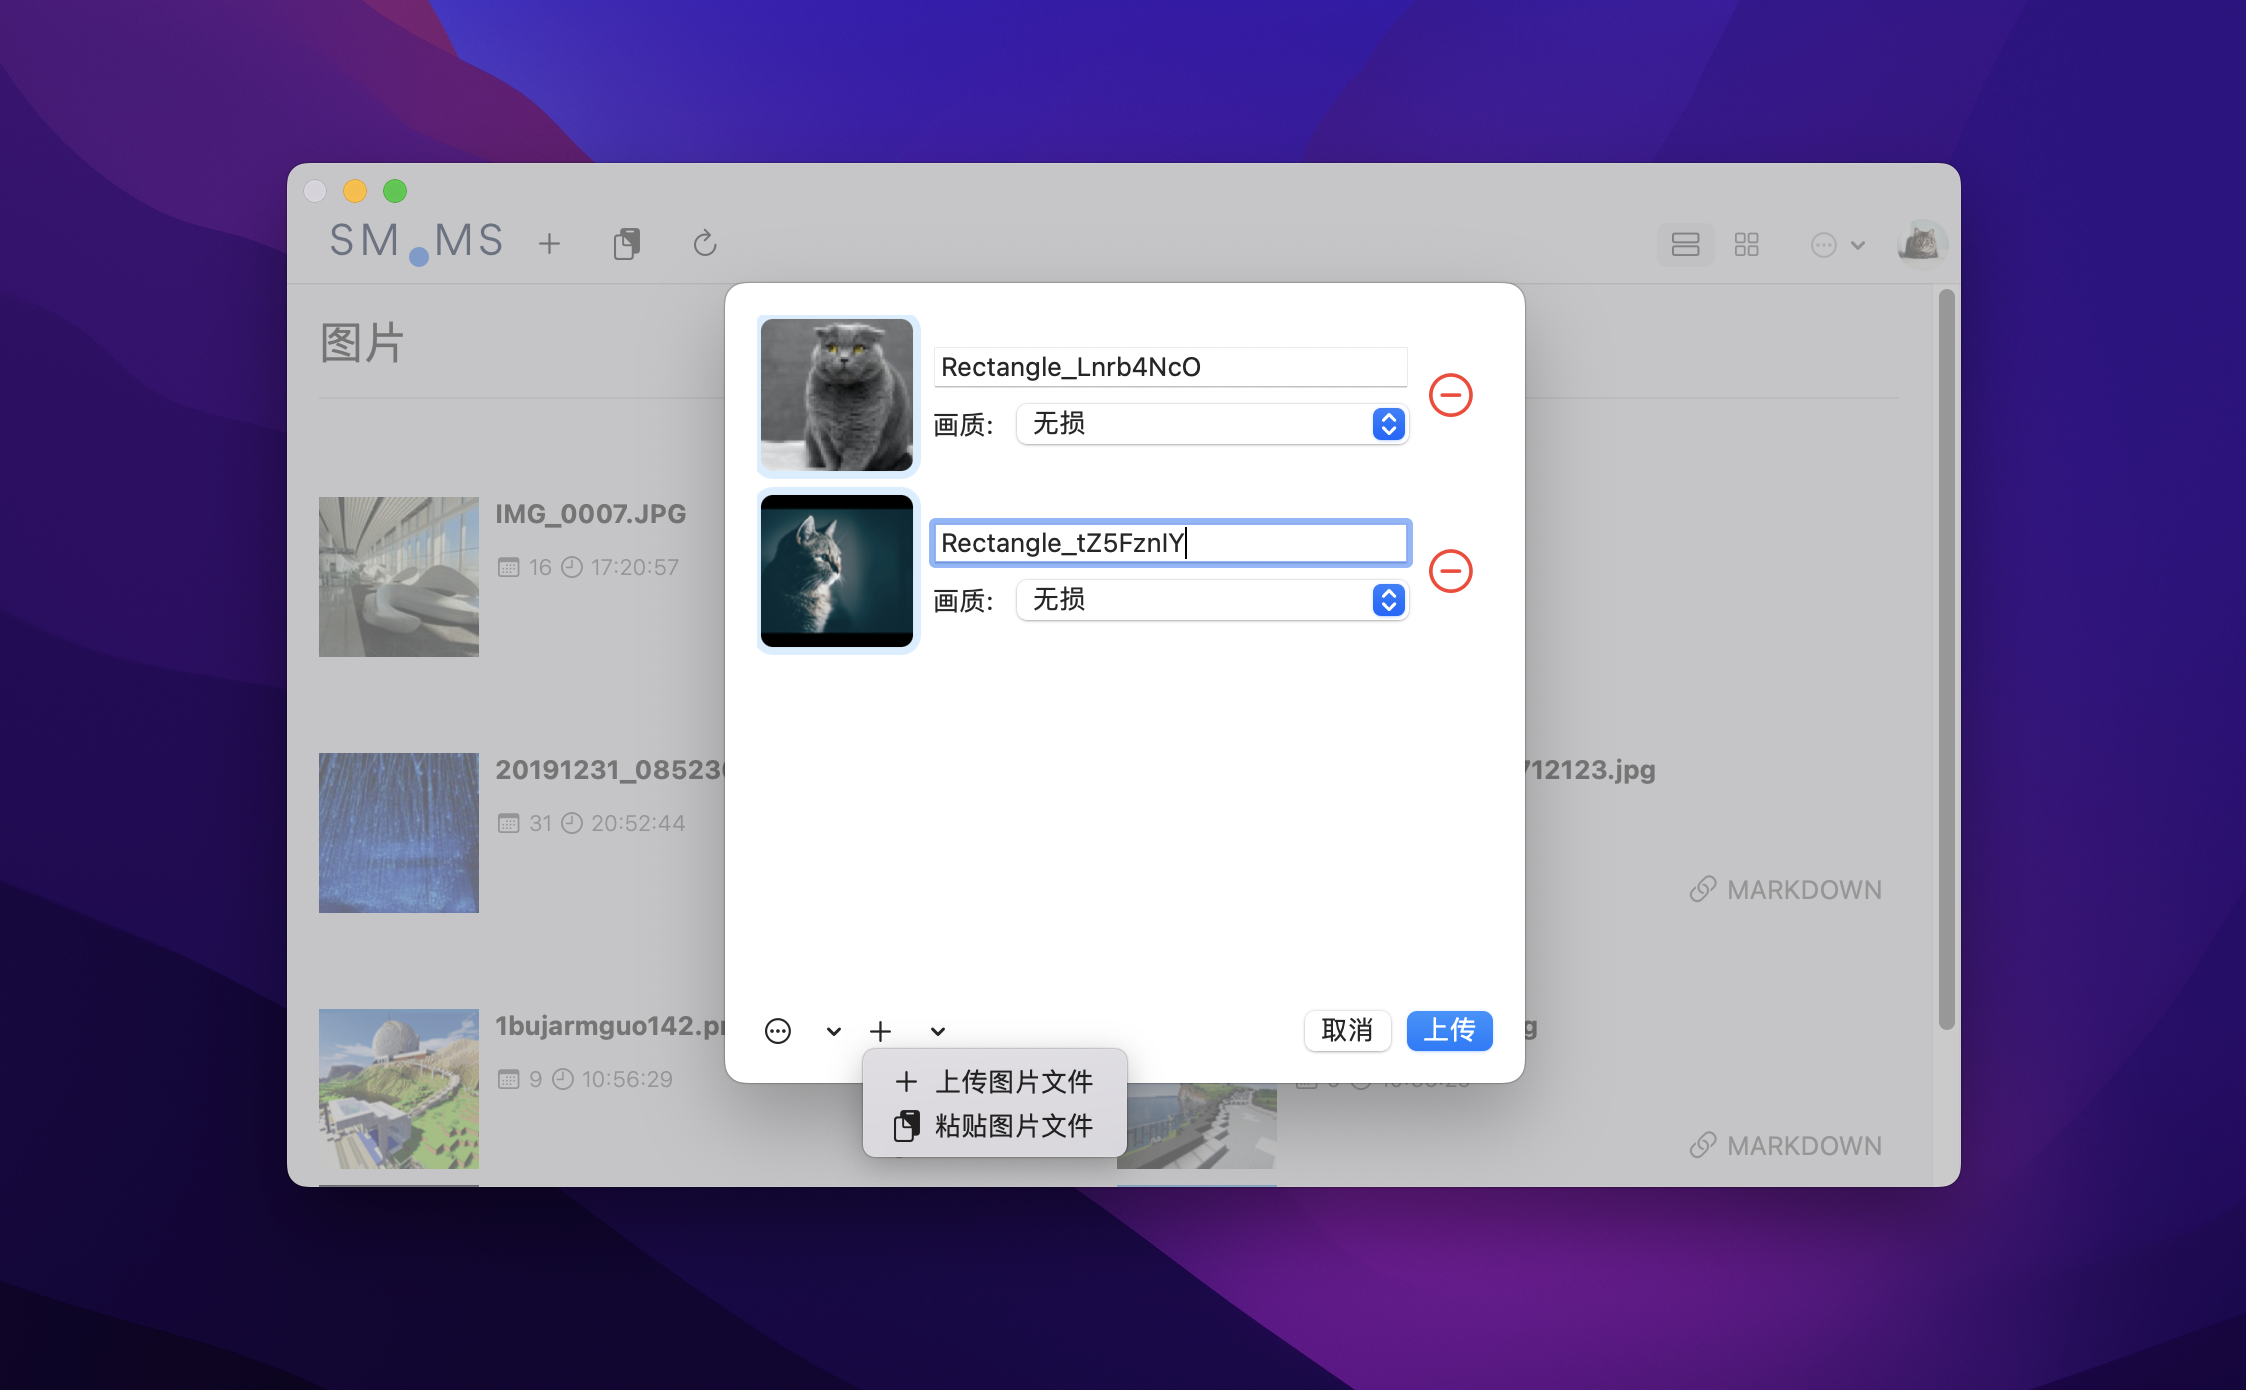 SM.MS
图片
Rectangle_Lnrb4NcO
画质: 无损
IMG_0007.JPG
16 17:20:57
Rectangle_tZ5FznIY
画质: 无损
20191231_08523
712123.jpg
31 20:52:44
MARKDOWN
1bujarmguo142.p
g
9 10:56:29
取消 上传
上传图片文件
粘贴图片文件
MARKDOWN